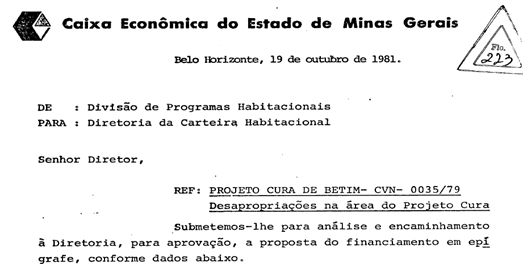 Caixa Econômica do Estado de Minas Gerais
Flo.
223
Belo Horizonte, 19 de outubro de 1981.
DE : Divisão de Programas Habitacionais
PARA : Diretoria da Carteira Habitacional
Senhor Diretor,
REF: PROJETO CURA DE BETIM- CVN- 0035/79
Desapropriações na área do Projeto Cura
Submetemos-lhe para análise e encaminhamento
à Diretoria, para aprovação, a proposta do financiamento em epí
grafe, conforme dados abaixo.